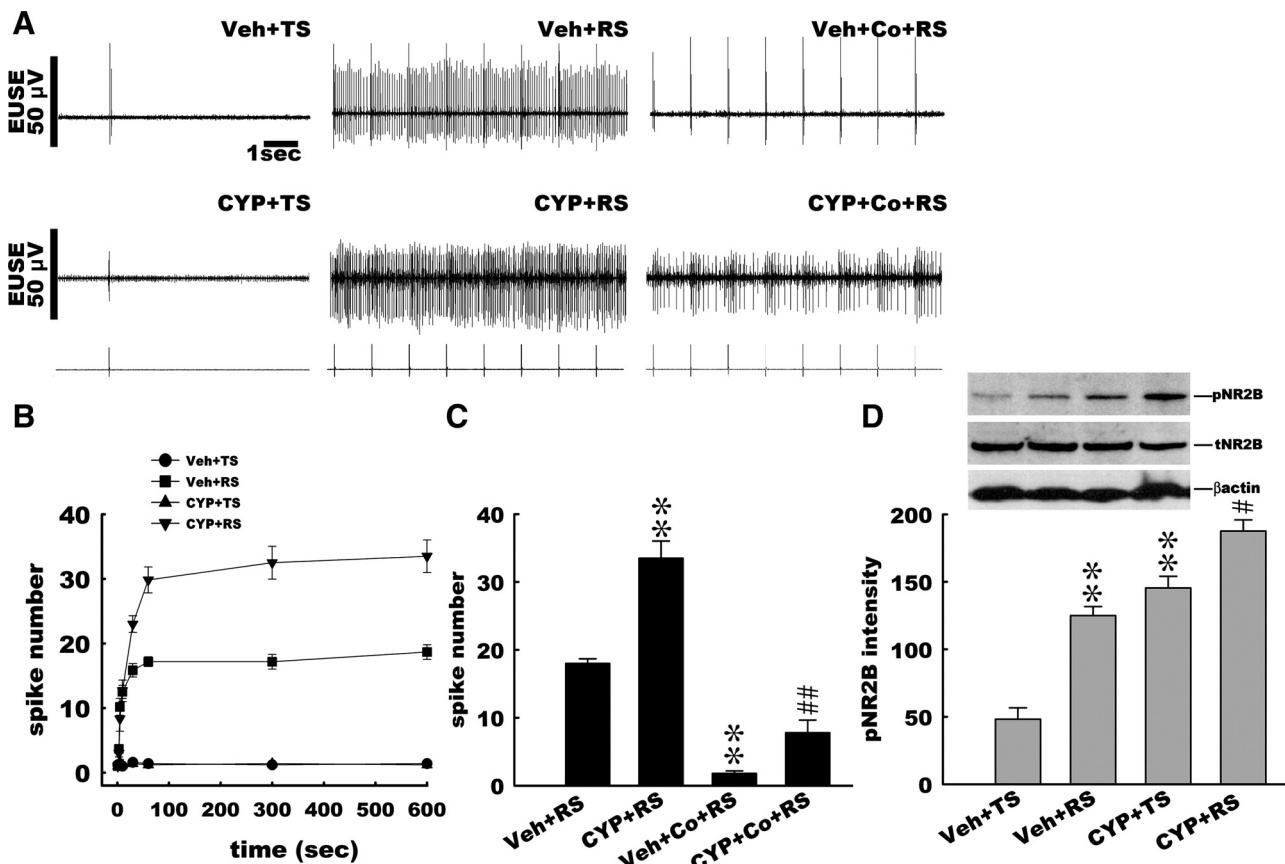 A
Veh+TS
Veh+RS
Veh+Co+RS
EUSE
50 µV
1sec
CYP+TS
CYP+RS
CYP+Co+RS
EUSE
50 µV
B
Veh+TS
Veh+RS
CYP+TS
CYP+RS
40
30
20
10
0
spike number
0
100
200
300
400
500
600
time (sec)
C
40
30
20
10
0
spike number
**
**
##
Veh+RS
CYP+RS
Veh+Co+RS
CYP+Co+RS
D
pNR2B
tNR2B
βactin
200
150
100
50
0
pNR2B intensity
**
**
#
Veh+TS
Veh+RS
CYP+TS
CYP+RS